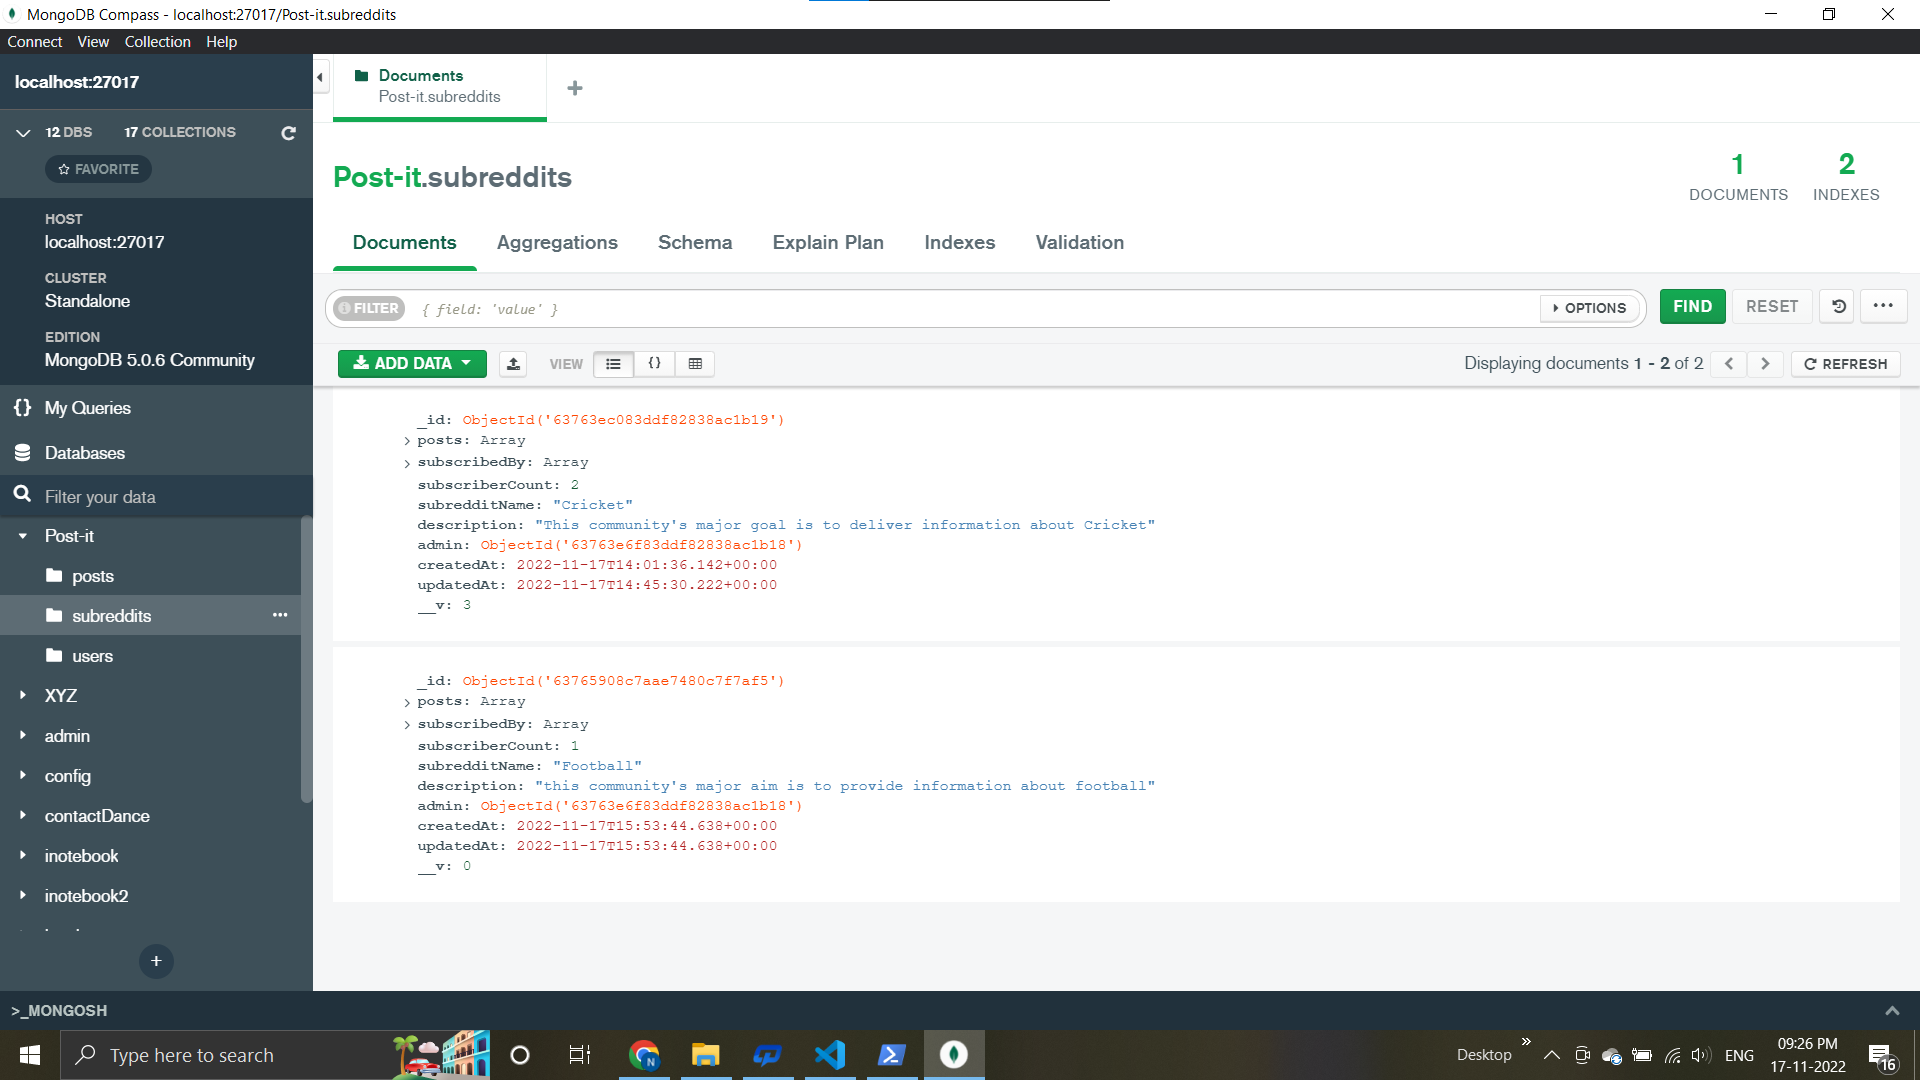 MongoDB Compass - localhost:27017/Post-it.subreddits
Connect View Collection Help
localhost:27017
12 DBS 17 COLLECTIONS
FAVORITE
HOST
localhost:27017
CLUSTER
Standalone
EDITION
MongoDB 5.0.6 Community
{} My Queries
Databases
Filter your data
Post-it
posts
subreddits
users
XYZ
admin
config
contactDance
inotebook
inotebook2
Documents
Post-it.subreddits
Post-it.subreddits
1
DOCUMENTS
2
INDEXES
Documents Aggregations Schema Explain Plan Indexes Validation
FILTER { field: 'value' } OPTIONS FIND RESET
ADD DATA VIEW {} Displaying documents 1 - 2 of 2 REFRESH
_id: ObjectId('63763ec083ddf82838ac1b19')
posts: Array
subscribedBy: Array
subscriberCount: 2
subredditName: "Cricket"
description: "This community's major goal is to deliver information about Cricket"
admin: ObjectId('63763e6f83ddf82838ac1b18')
createdAt: 2022-11-17T14:01:36.142+00:00
updatedAt: 2022-11-17T14:45:30.222+00:00
__v: 3
_id: ObjectId('63765908c7aae7480c7f7af5')
posts: Array
subscribedBy: Array
subscriberCount: 1
subredditName: "Football"
description: "this community's major aim is to provide information about football"
admin: ObjectId('63763e6f83ddf82838ac1b18')
createdAt: 2022-11-17T15:53:44.638+00:00
updatedAt: 2022-11-17T15:53:44.638+00:00
__v: 0
>_MONGOSH
Type here to search
N
Desktop
ENG
09:26 PM
17-11-2022
16